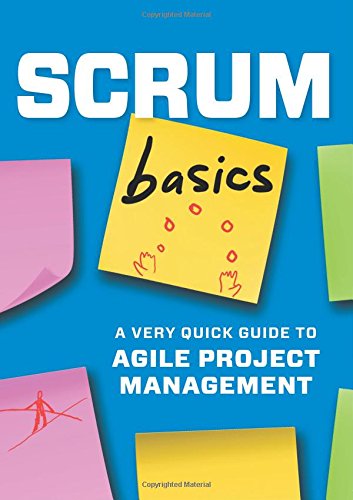 SCRUM
basics
A VERY QUICK GUIDE TO
AGILE PROJECT
MANAGEMENT